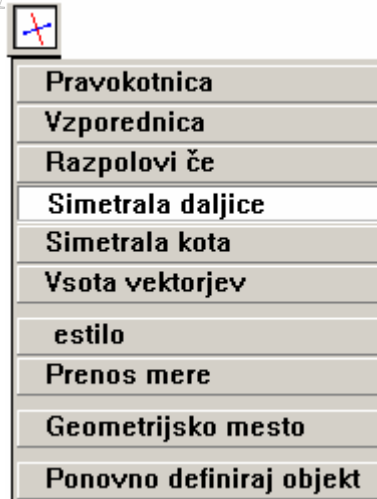 Pravokotnica
Vzporednica
Razpolovi če
Simetrala daljice
Simetrala kota
Vsota vektorjev
estilo
Prenos mere
Geometrijsko mesto
Ponovno definiraj objekt